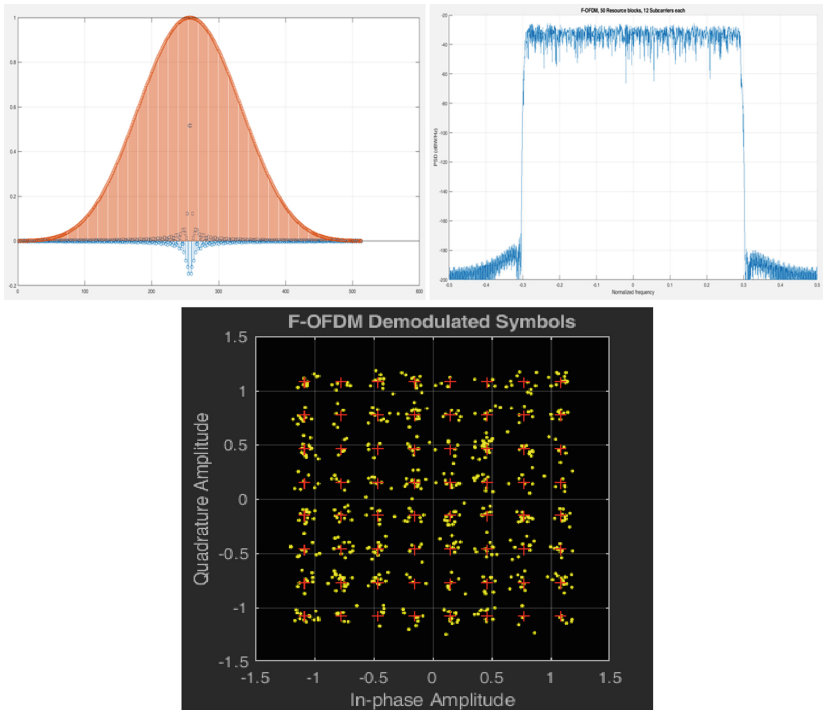 1
0.8
0.6
0.4
0.2
0
-0.2
0 100 200 300 400 500 600
F-OFDM, 50 Resource blocks, 12 Subcarriers each
-20
-40
-60
-80
-100
-120
-140
-160
-180
-200
PSD (dBW/Hz)
-0.5 -0.4 -0.3 -0.2 -0.1 0 0.1 0.2 0.3 0.4 0.5
Normalized frequency
F-OFDM Demodulated Symbols
1.5
1
0.5
0
-0.5
-1
-1.5
Quadrature Amplitude
-1.5 -1 -0.5 0 0.5 1 1.5
In-phase Amplitude